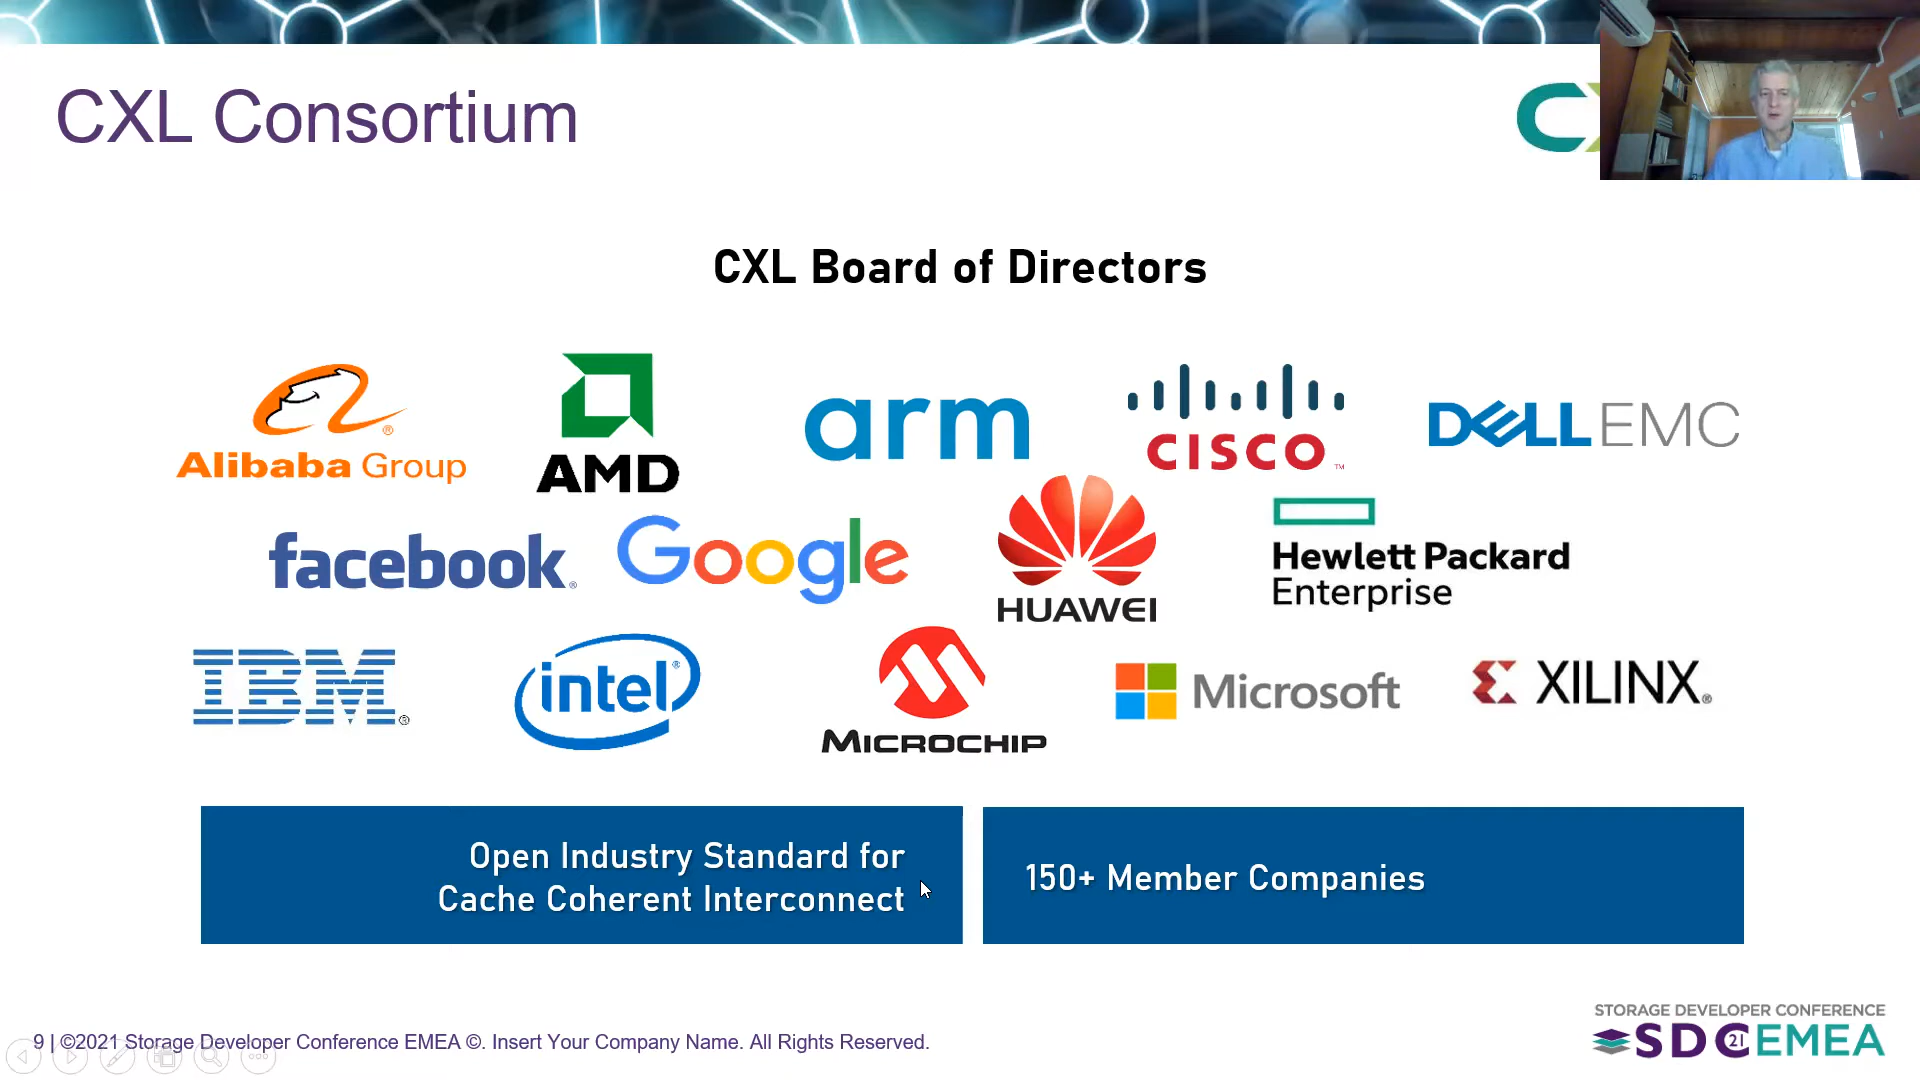 CXL Consortium
CXL Board of Directors
Alibaba Group
AMD
arm
CISCO
DELL EMC
facebook
Google
HUAWEI
Hewlett Packard
Enterprise
IBM
intel
MICROCHIP
Microsoft
XILINX
Open Industry Standard for
Cache Coherent Interconnect
150+ Member Companies
STORAGE DEVELOPER CONFERENCE
SDC 21 EMEA
9 | ©2021 Storage Developer Conference EMEA ©. Insert Your Company Name. All Rights Reserved.